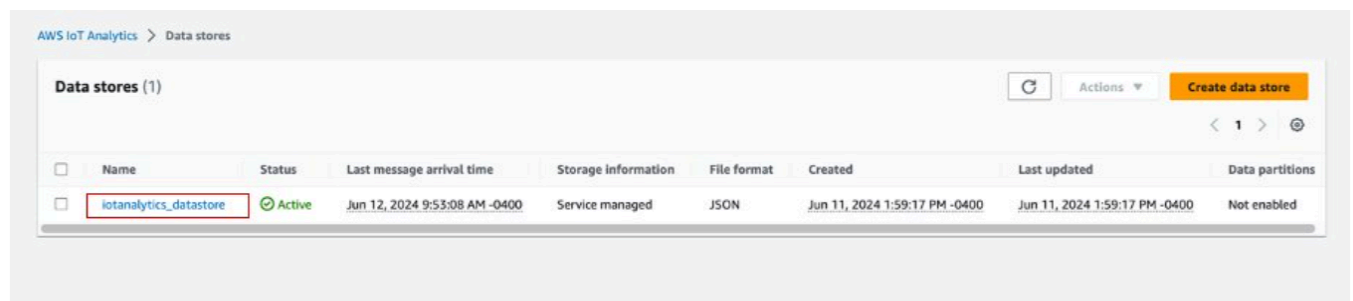 AWS IoT Analytics > Data stores
Data stores (1) Actions Create data store
1
Name Status Last message arrival time Storage information File format Created Last updated Data partitions
iotanalytics_datastore Active Jun 12, 2024 9:53:08 AM -0400 Service managed JSON Jun 11, 2024 1:59:17 PM -0400 Jun 11, 2024 1:59:17 PM -0400 Not enabled